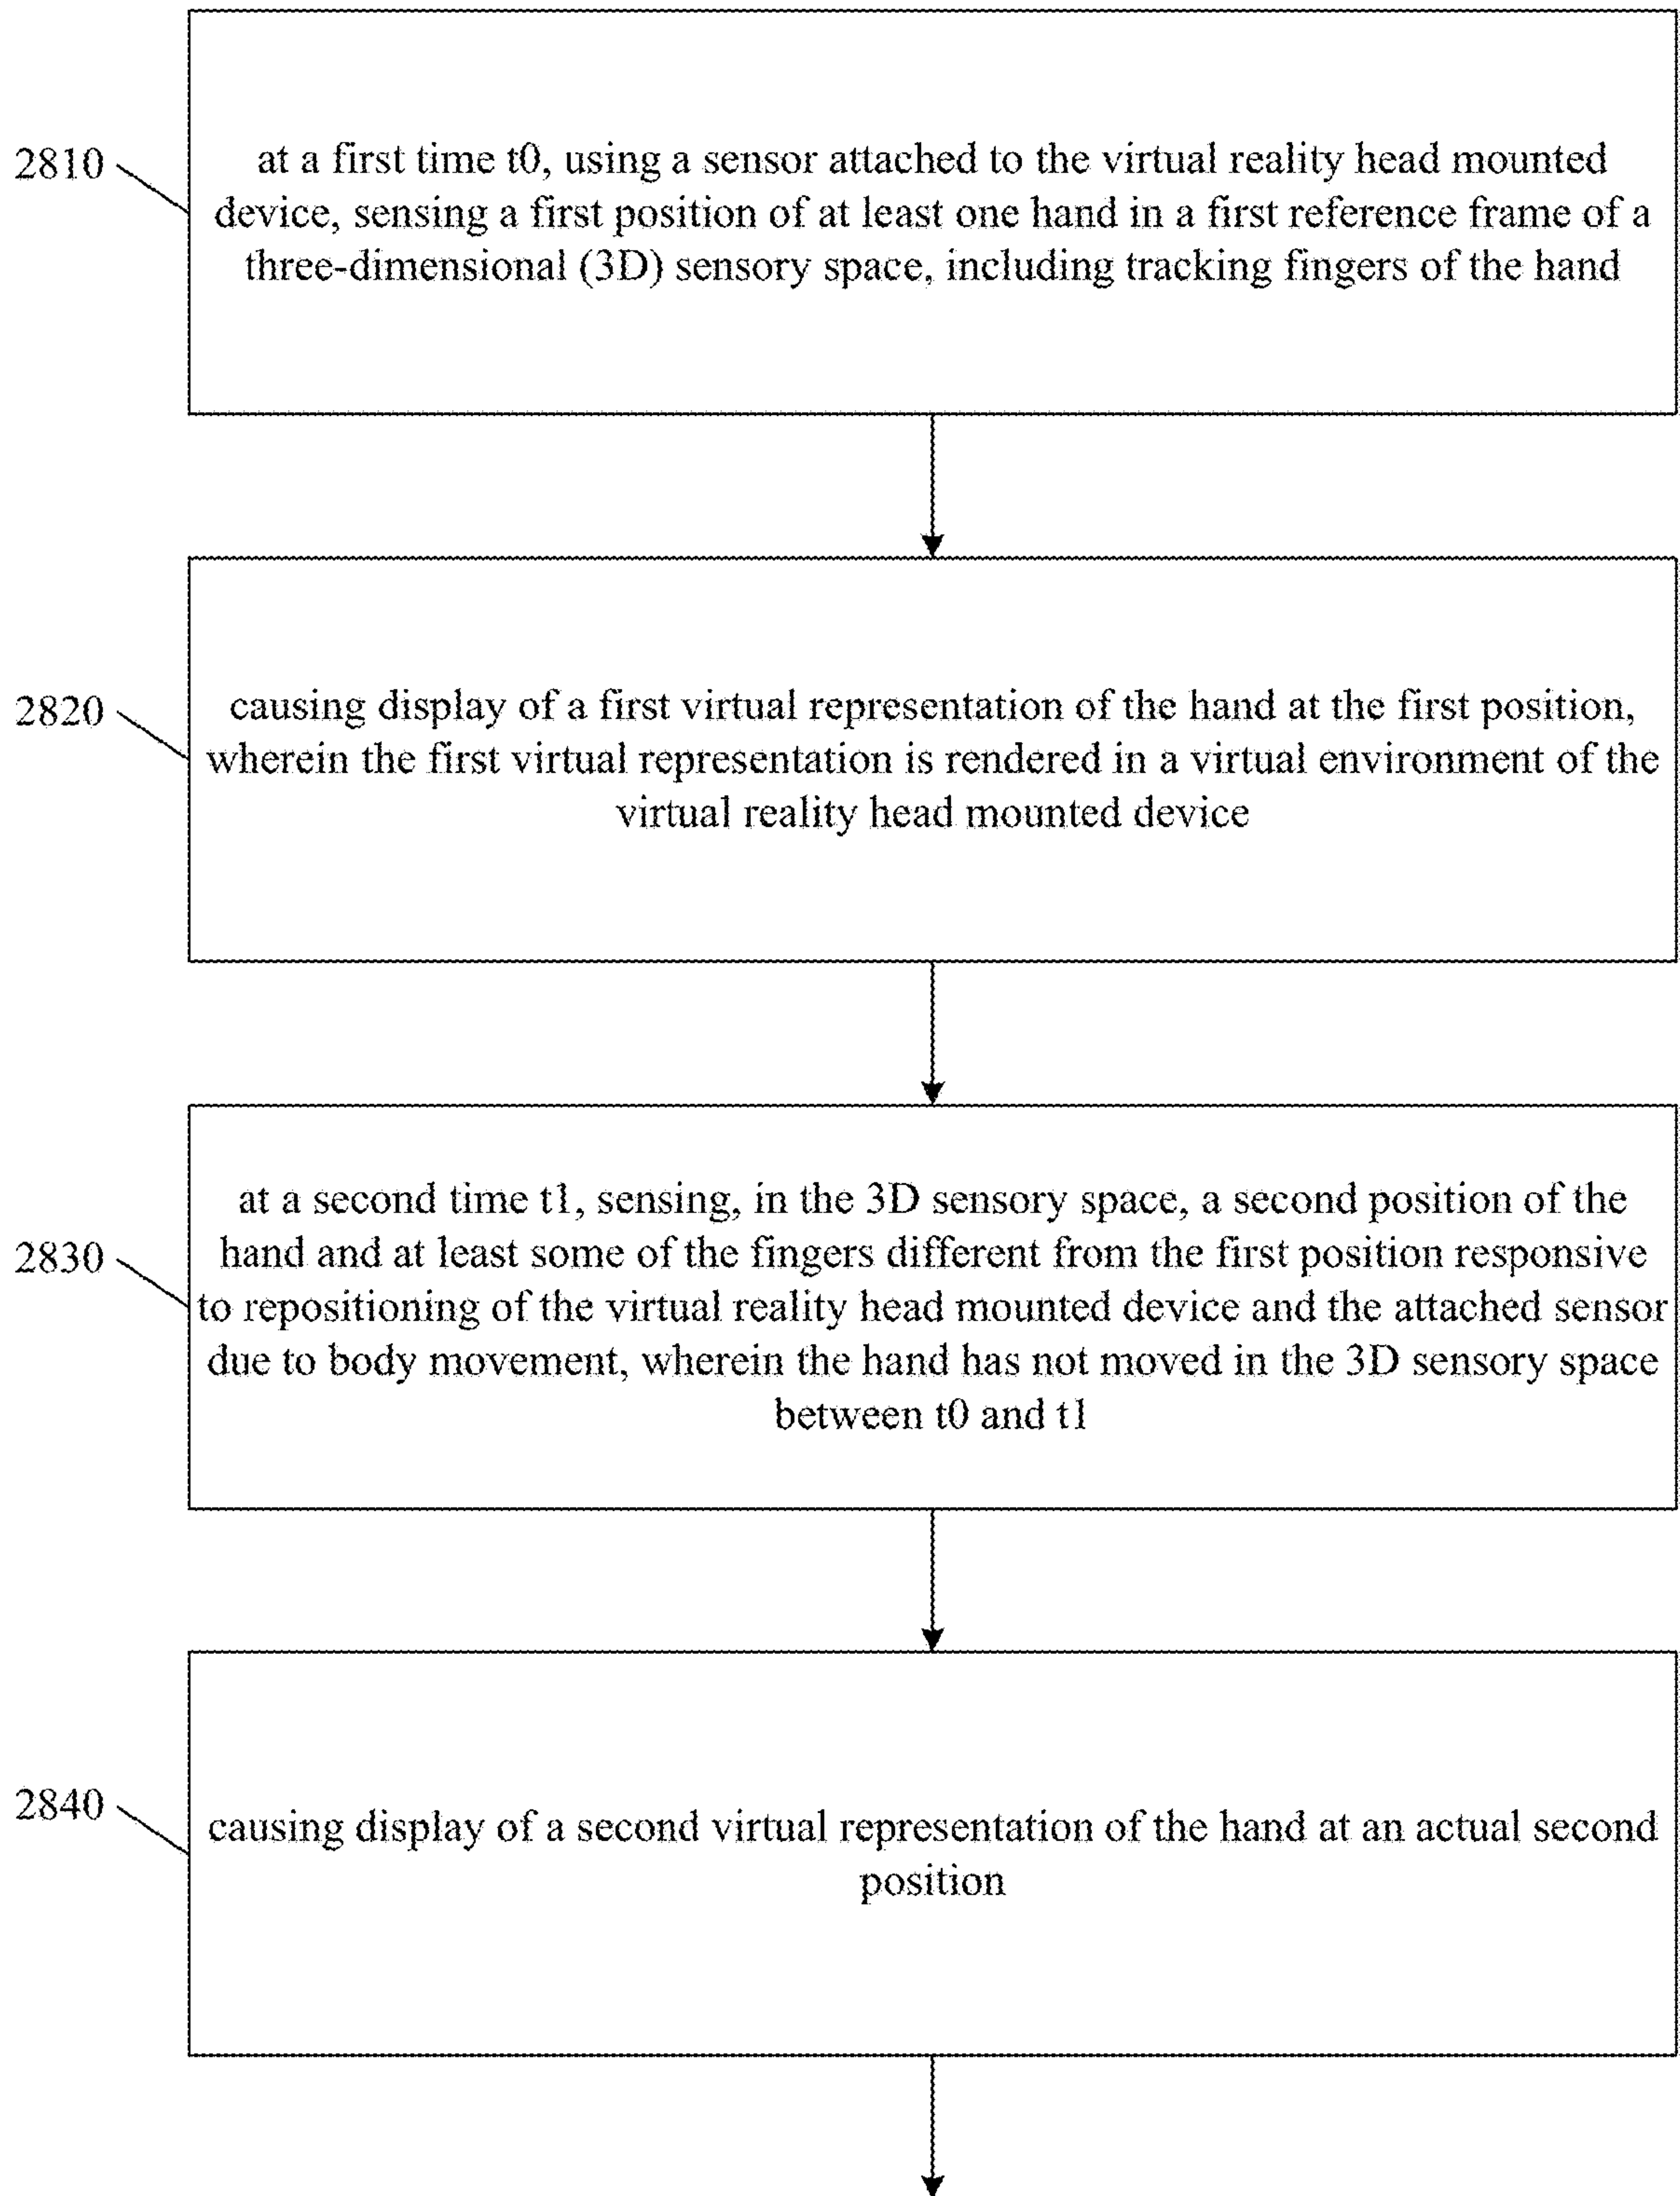 2810
at a first time t0, using a sensor attached to the virtual reality head mounted
device, sensing a first position of at least one hand in a first reference frame of a
three-dimensional (3D) sensory space, including tracking fingers of the hand
2820
causing display of a first virtual representation of the hand at the first position,
wherein the first virtual representation is rendered in a virtual environment of the
virtual reality head mounted device
2830
at a second time t1, sensing, in the 3D sensory space, a second position of the
hand and at least some of the fingers different from the first position responsive
to repositioning of the virtual reality head mounted device and the attached sensor
due to body movement, wherein the hand has not moved in the 3D sensory space
between t0 and t1
2840
causing display of a second virtual representation of the hand at an actual second
position